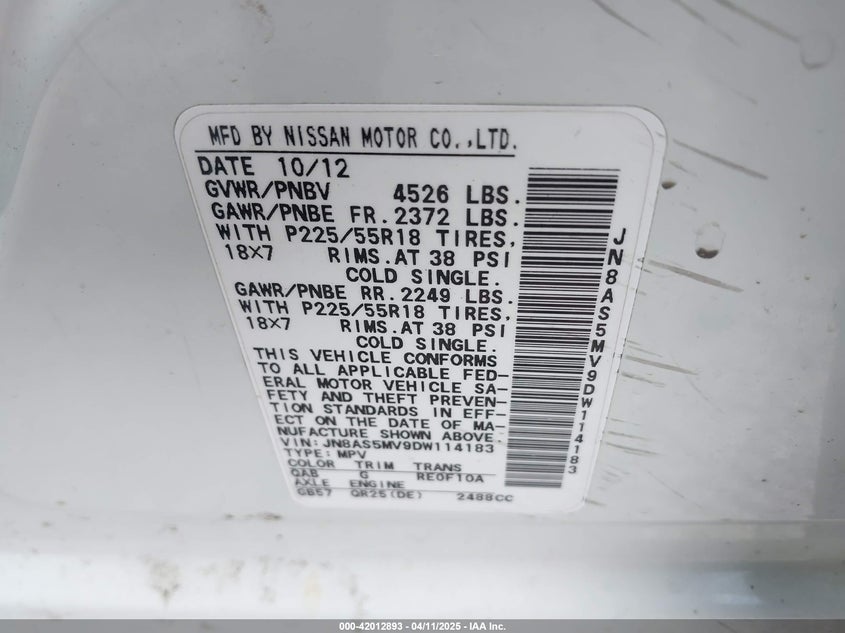 MFD BY NISSAN MOTOR CO.,LTD.
DATE 10/12
GVWR/PNBV 4526 LBS.
GAWR/PNBE FR. 2372 LBS.
WITH P225/55R18 TIRES,
18X7 RIMS.AT 38 PSI
COLD SINGLE.
GAWR/PNBE RR. 2249 LBS.
WITH P225/55R18 TIRES,
18X7 RIMS.AT 38 PSI
COLD SINGLE.
THIS VEHICLE CONFORMS
TO ALL APPLICABLE FED-
ERAL MOTOR VEHICLE SA-
FETY AND THEFT PREVEN-
TION STANDARDS IN EFF-
ECT ON THE DATE OF MA-
NUFACTURE SHOWN ABOVE.
VIN: JN8AS5MV9DW114183
TYPE: MPV
COLOR TRIM TRANS
QAB G RE0F10A
AXLE ENGINE
GB57 QR25(DE) 2488CC
JN8AS5MV9DW114183
000-42012893 - 04/11/2025 - IAA Inc.